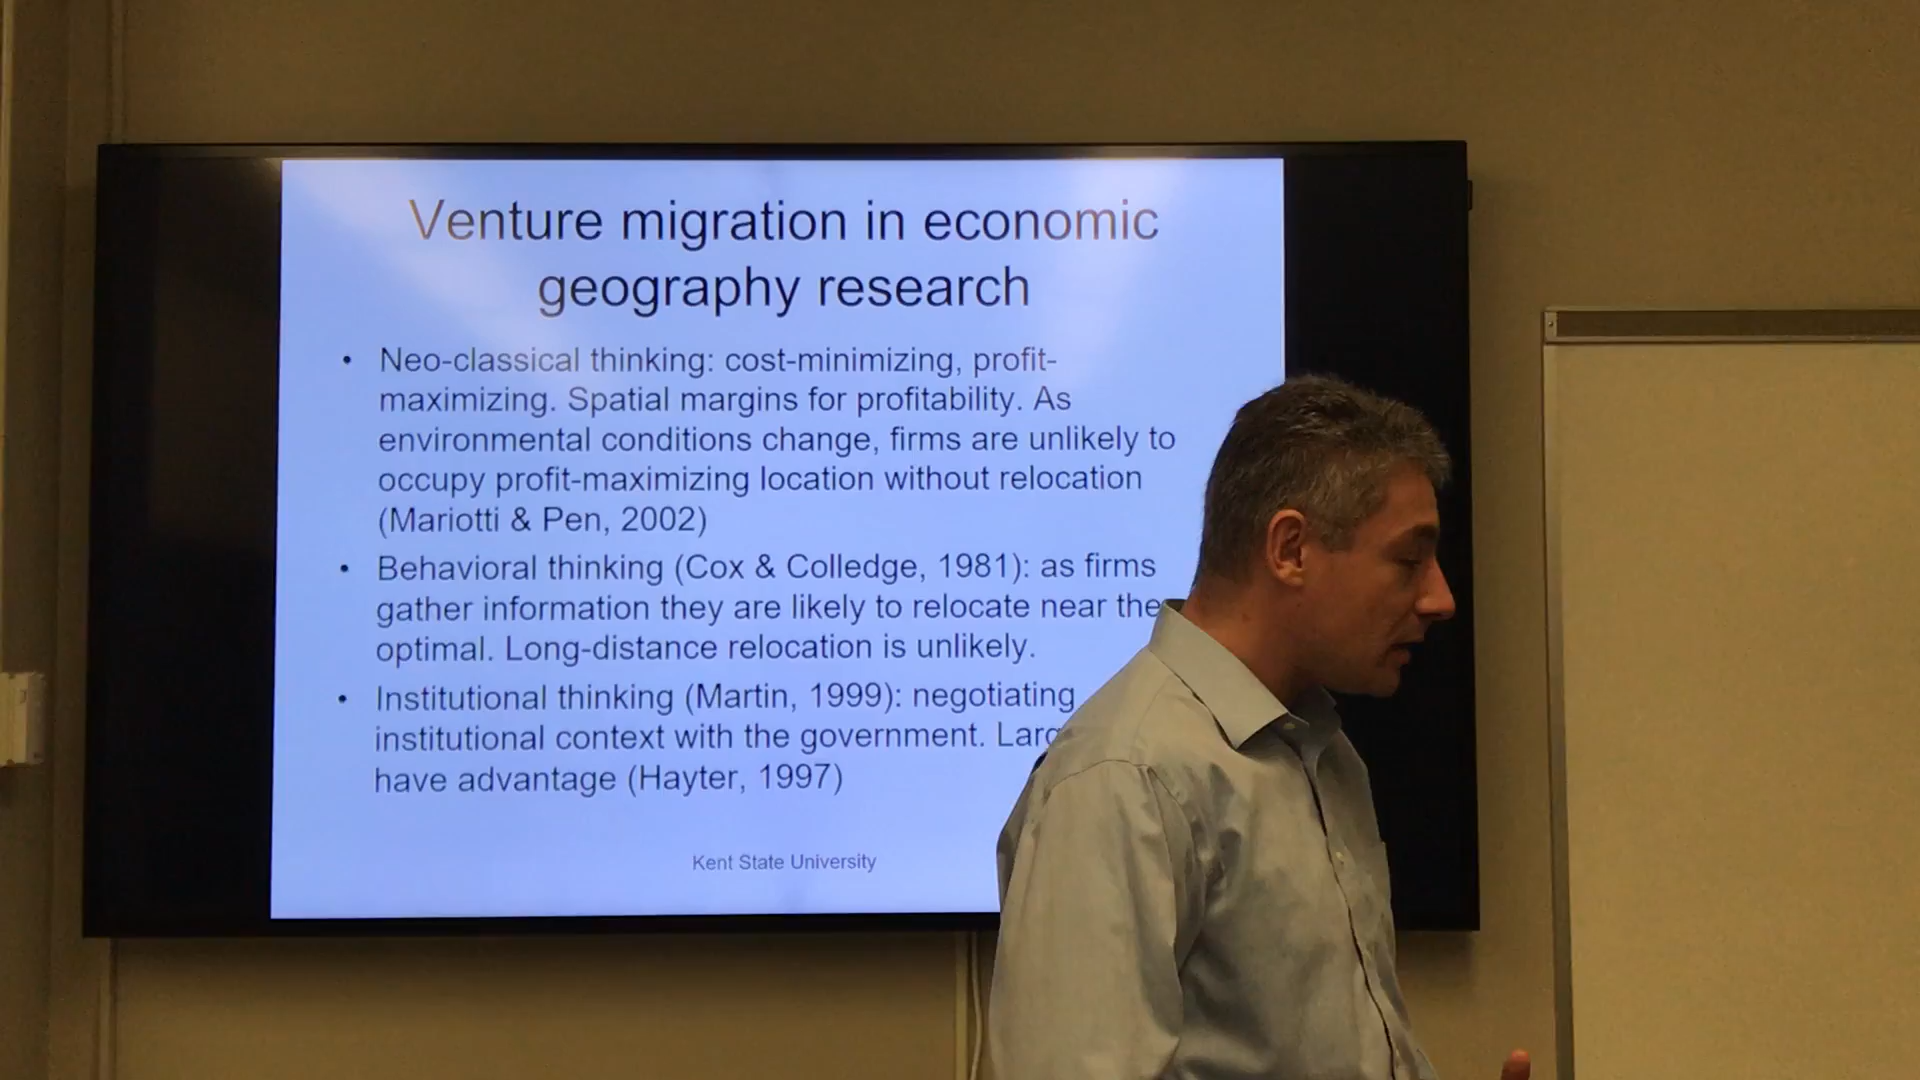 Venture migration in economic
geography research
• Neo-classical thinking: cost-minimizing, profit-
maximizing. Spatial margins for profitability. As
environmental conditions change, firms are unlikely to
occupy profit-maximizing location without relocation
(Mariotti & Pen, 2002)
• Behavioral thinking (Cox & Colledge, 1981): as firms
gather information they are likely to relocate near the
optimal. Long-distance relocation is unlikely.
• Institutional thinking (Martin, 1999): negotiating
institutional context with the government.
have advantage (Hayter, 1997)
Kent State University